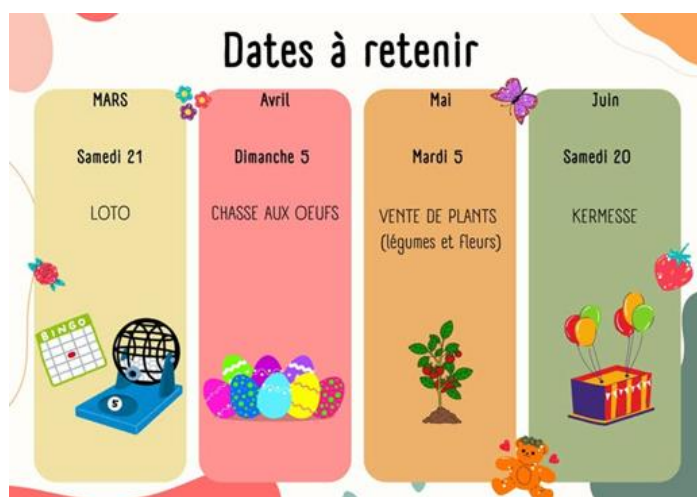 Dates à retenir
MARS
Samedi 21
LOTO
BINGO
5
Avril
Dimanche 5
CHASSE AUX OEUFS
Mai
Mardi 5
VENTE DE PLANTS
(légumes et fleurs)
Juin
Samedi 20
KERMESSE